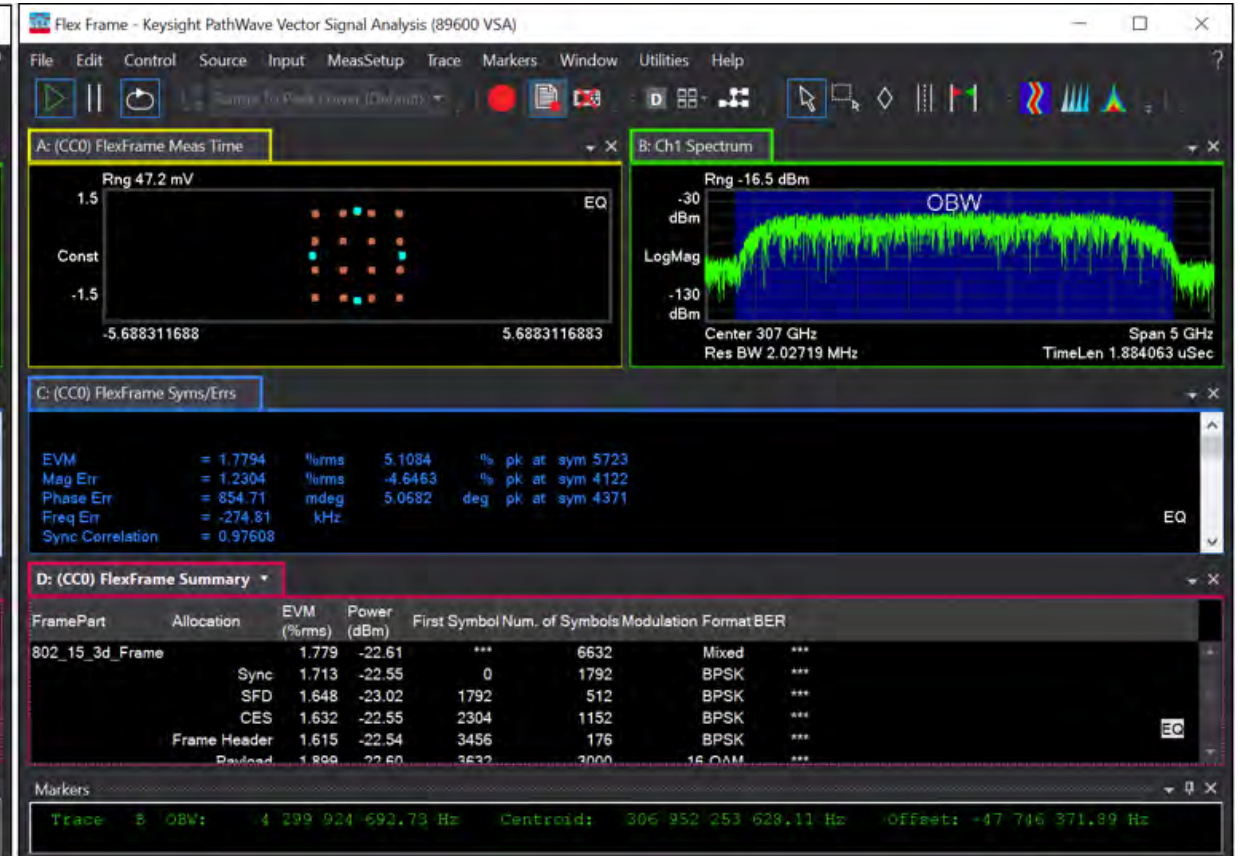 Flex Frame - Keysight PathWave Vector Signal Analysis (89600 VSA)
File Edit Control Source Input MeasSetup Trace Markers Window Utilities Help ?
D
A: (CC0) FlexFrame Meas Time
Rng 47.2 mV
1.5
EQ
Const
-1.5
-5.688311688 5.6883116883
B: Ch1 Spectrum
Rng -16.5 dBm
-30
dBm
OBW
LogMag
-130
dBm
Center 307 GHz Span 5 GHz
Res BW 2.02719 MHz TimeLen 1.884063 uSec
C: (CC0) FlexFrame Syms/Errs
EVM = 1.7794 %rms 5.1084 % pk at sym 5723
Mag Err = 1.2304 %rms -4.6463 % pk at sym 4122
Phase Err = 854.71 mdeg 5.0682 deg pk at sym 4371
Freq Err = -274.81 kHz
EQ
Sync Correlation = 0.97608
D: (CC0) FlexFrame Summary
FramePart Allocation EVM (%rms) Power (dBm) First Symbol Num. of Symbols Modulation Format BER
802_15_3d_Frame 1.779 -22.61 *** 6632 Mixed ***
Sync 1.713 -22.55 0 1792 BPSK ***
SFD 1.648 -23.02 1792 512 BPSK ***
CES 1.632 -22.55 2304 1152 BPSK ***
EQ
Frame Header 1.615 -22.54 3456 176 BPSK ***
Payload 1.899 -22.60 3632 3000 16 QAM ***
Markers
Trace B OBW: 4 299 924 692.73 Hz Centroid: 306 952 253 628.11 Hz Offset: -47 746 371.89 Hz